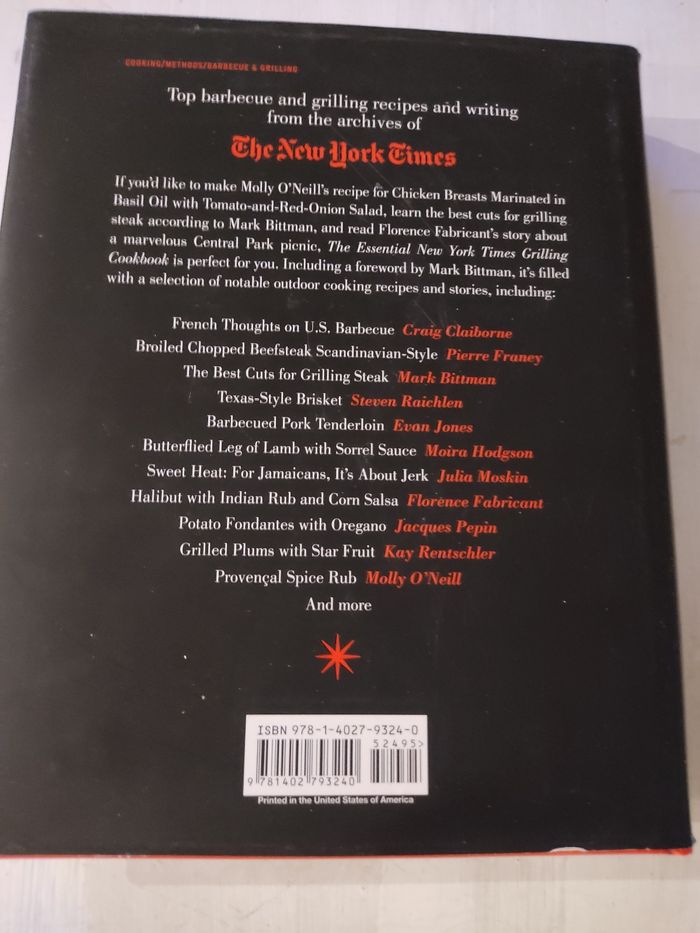 COOKING/METHODS/BARBECUE & GRILLING
Top barbecue and grilling recipes and writing
from the archives of
The New York Times
If you'd like to make Molly O'Neill's recipe for Chicken Breasts Marinated in
Basil Oil with Tomato-and-Red-Onion Salad, learn the best cuts for grilling
steak according to Mark Bittman, and read Florence Fabricant's story about
a marvelous Central Park picnic, The Essential New York Times Grilling
Cookbook is perfect for you. Including a foreword by Mark Bittman, it's filled
with a selection of notable outdoor cooking recipes and stories, including:
French Thoughts on U.S. Barbecue Craig Claiborne
Broiled Chopped Beefsteak Scandinavian-Style Pierre Franey
The Best Cuts for Grilling Steak Mark Bittman
Texas-Style Brisket Steven Raichlen
Barbecued Pork Tenderloin Evan Jones
Butterflied Leg of Lamb with Sorrel Sauce Moira Hodgson
Sweet Heat: For Jamaicans, It's About Jerk Julia Moskin
Halibut with Indian Rub and Corn Salsa Florence Fabricant
Potato Fondantes with Oregano Jacques Pepin
Grilled Plums with Star Fruit Kay Rentschler
Provençal Spice Rub Molly O'Neill
And more
ISBN 978-1-4027-9324-0
52495>
9 781402 793240
Printed in the United States of America